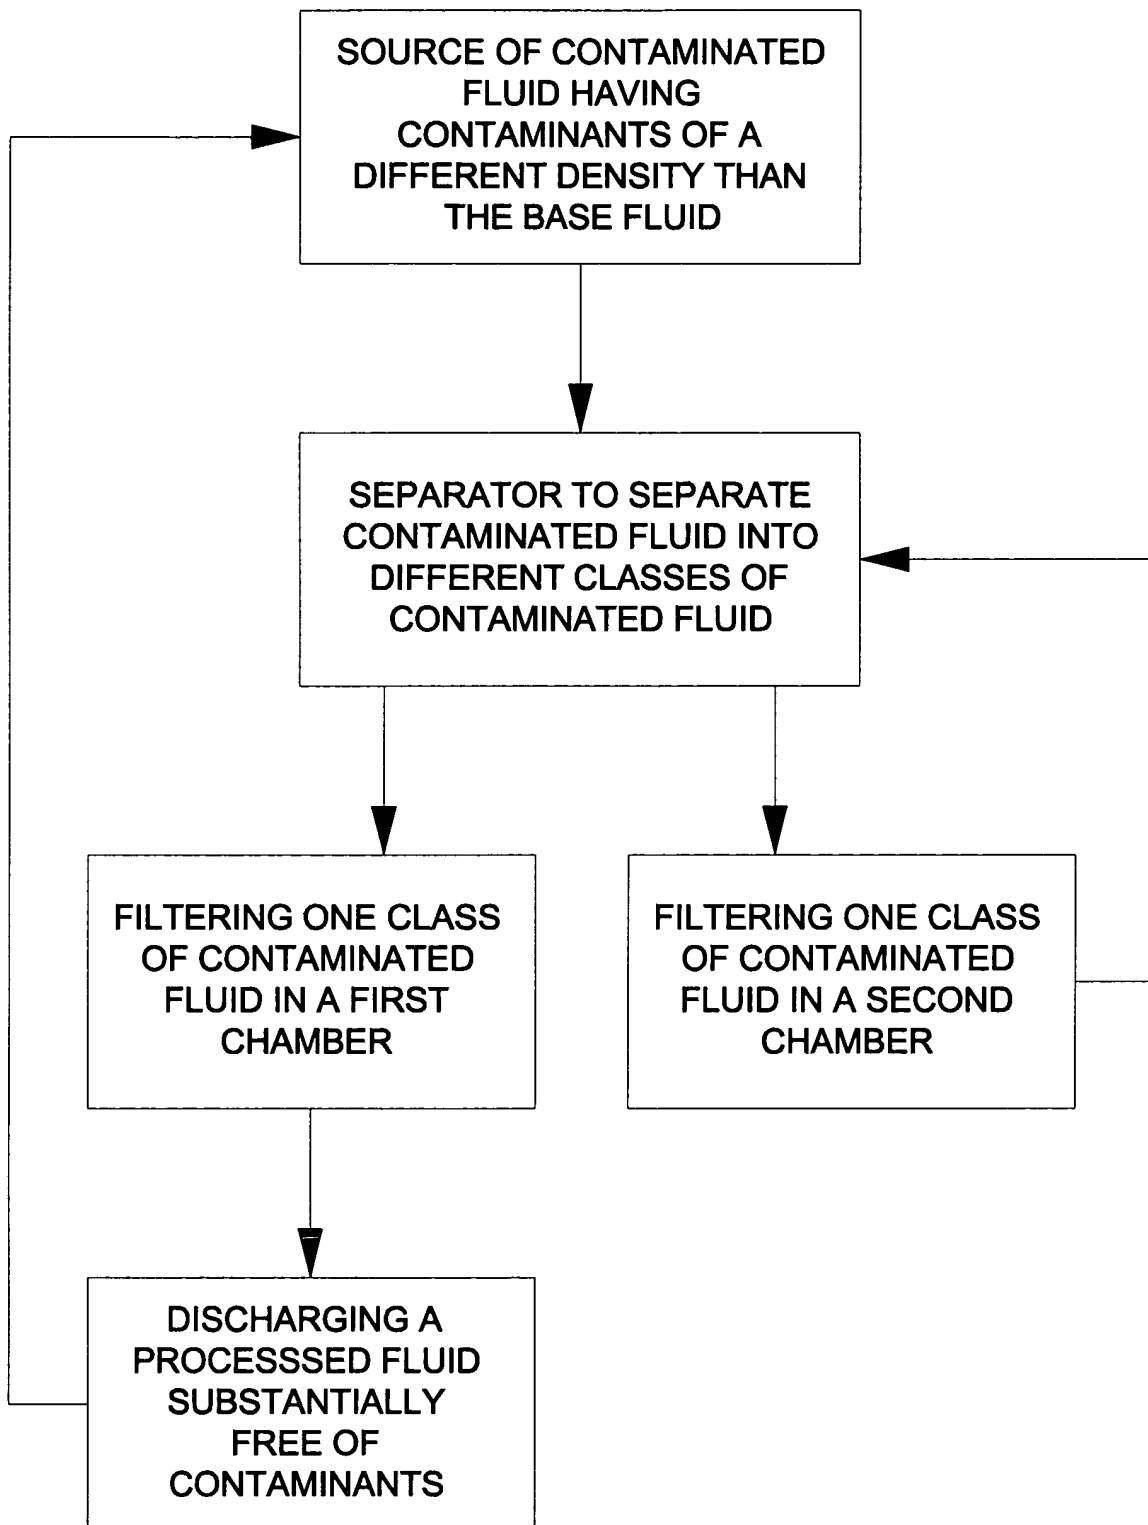 SOURCE OF CONTAMINATED
FLUID HAVING
CONTAMINANTS OF A
DIFFERENT DENSITY THAN
THE BASE FLUID
SEPARATOR TO SEPARATE
CONTAMINATED FLUID INTO
DIFFERENT CLASSES OF
CONTAMINATED FLUID
FILTERING ONE CLASS
OF CONTAMINATED
FLUID IN A FIRST
CHAMBER
FILTERING ONE CLASS
OF CONTAMINATED
FLUID IN A SECOND
CHAMBER
DISCHARGING A
PROCESSSED FLUID
SUBSTANTIALLY
FREE OF
CONTAMINANTS